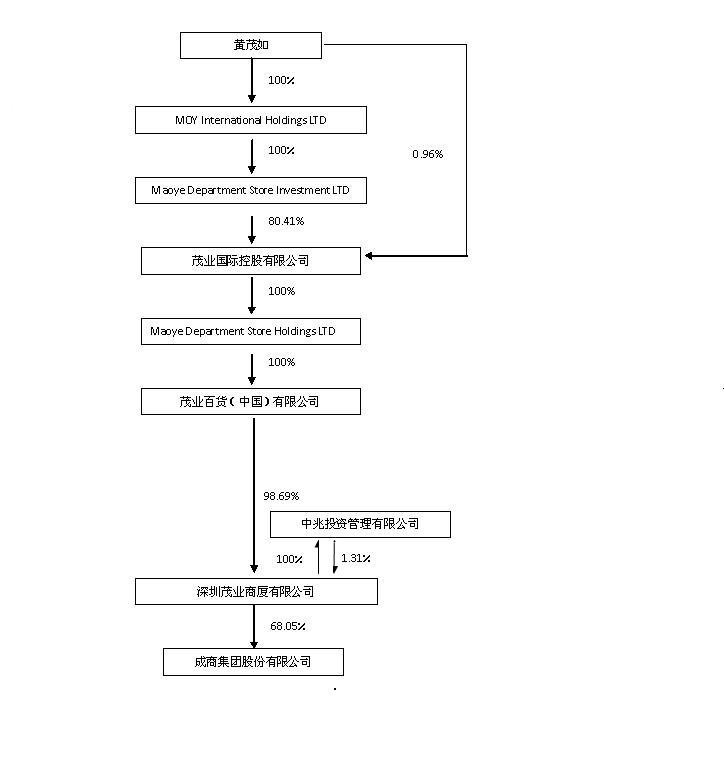 黄茂如
100%
MOY International Holdings LTD
100%
0.96%
Maoye Department Store Investment LTD
80.41%
茂业国际控股有限公司
100%
Maoye Department Store Holdings LTD
100%
茂业百货（中国）有限公司
98.69%
中兆投资管理有限公司
100%
1.31%
深圳茂业商厦有限公司
68.05%
成商集团股份有限公司